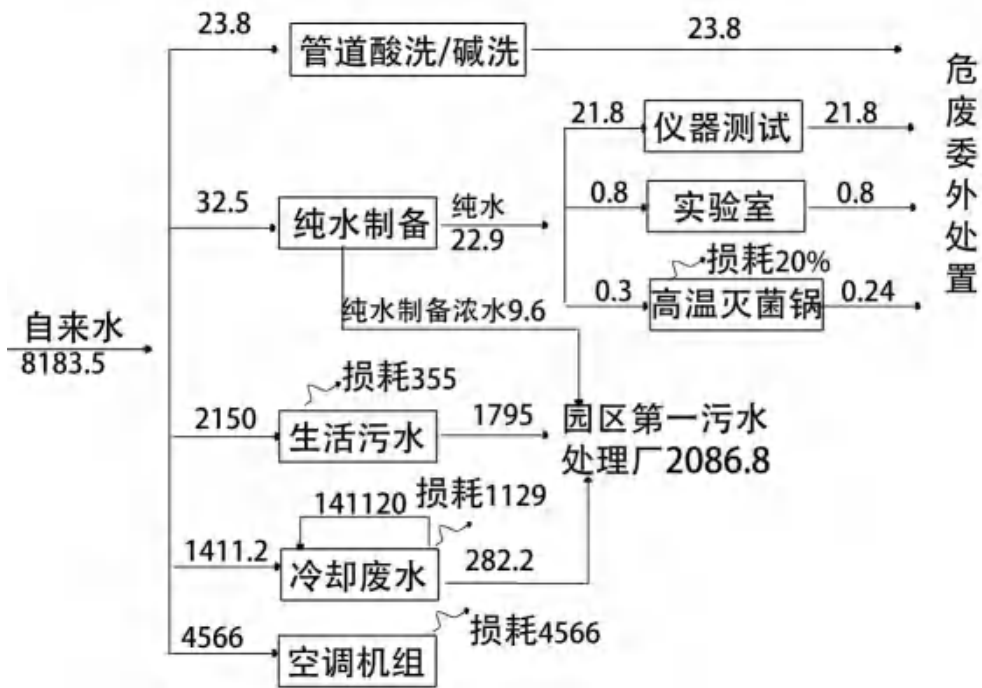 23.8
管道酸洗/碱洗
23.8
危废委外处置
21.8
仪器测试
21.8
32.5
纯水制备
纯水
22.9
0.8
实验室
0.8
损耗20%
0.3
高温灭菌锅
0.24
纯水制备浓水9.6
自来水
8183.5
损耗355
2150
生活污水
1795
园区第一污水
处理厂2086.8
损耗1129
141120
1411.2
冷却废水
282.2
4566
空调机组
损耗4566